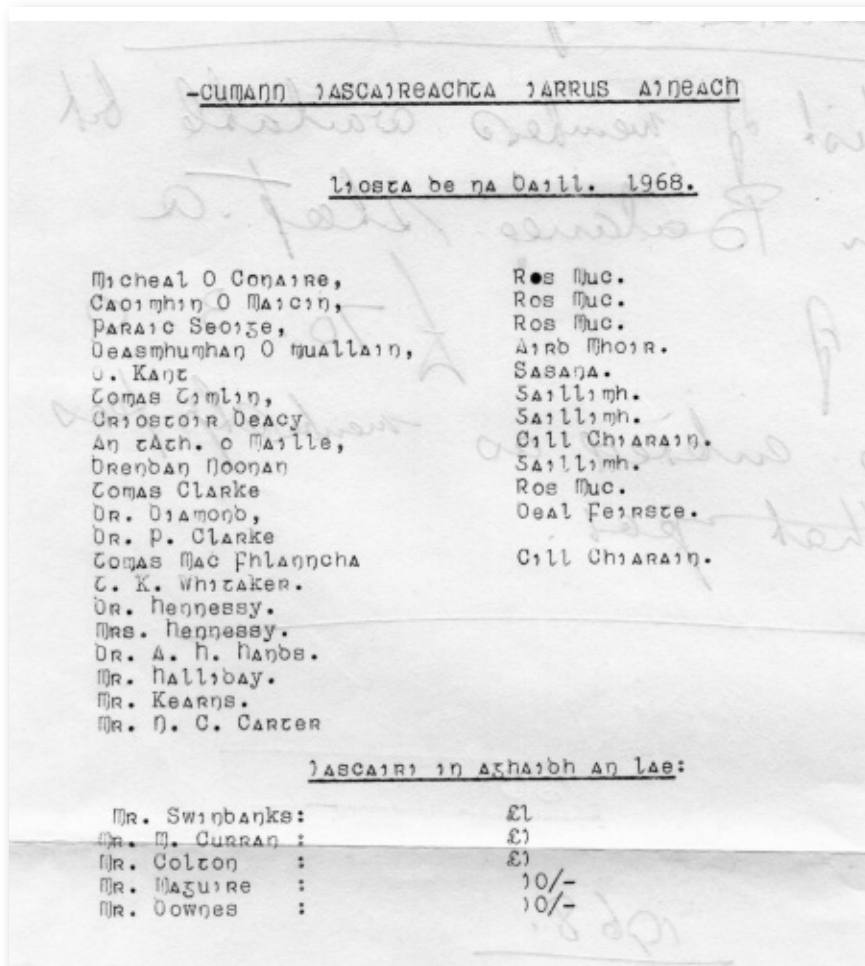 -CUMANN IASCAIREACHTA IARRUS AINEACH
LIOSTA DE NA BAILL. 1968.
Micheal O Conaire, Ros Muc.
Caoimhin O Maicin, Ros Muc.
Paraic Seoige, Ros Muc.
Deasmhumhan O Muallain, Aird Mhoir.
Kant Sasana.
Tomas Timlin, Gaillimh.
Criostoir Deacy Gaillimh.
An tAth. O Maille, Cill Chiarain.
Brendan Noonan Gaillimh.
Tomas Clarke Ros Muc.
Dr. Diamond, Beal Feirste.
Dr. P. Clarke
Tomas Mac Fhlanncha Cill Chiarain.
T. K. Whitaker.
Dr. Hennessy.
Mrs. Hennessy.
Dr. A. H. Hands.
Mr. Halliday.
Mr. Kearns.
Mr. N. C. Carter
Iascairi in aghaidh an lae:
Mr. Swinbanks: £1
Mr. M. Curran : £1
Mr. Colton : £1
Mr. Maguire : 10/-
Mr. Downes : 10/-